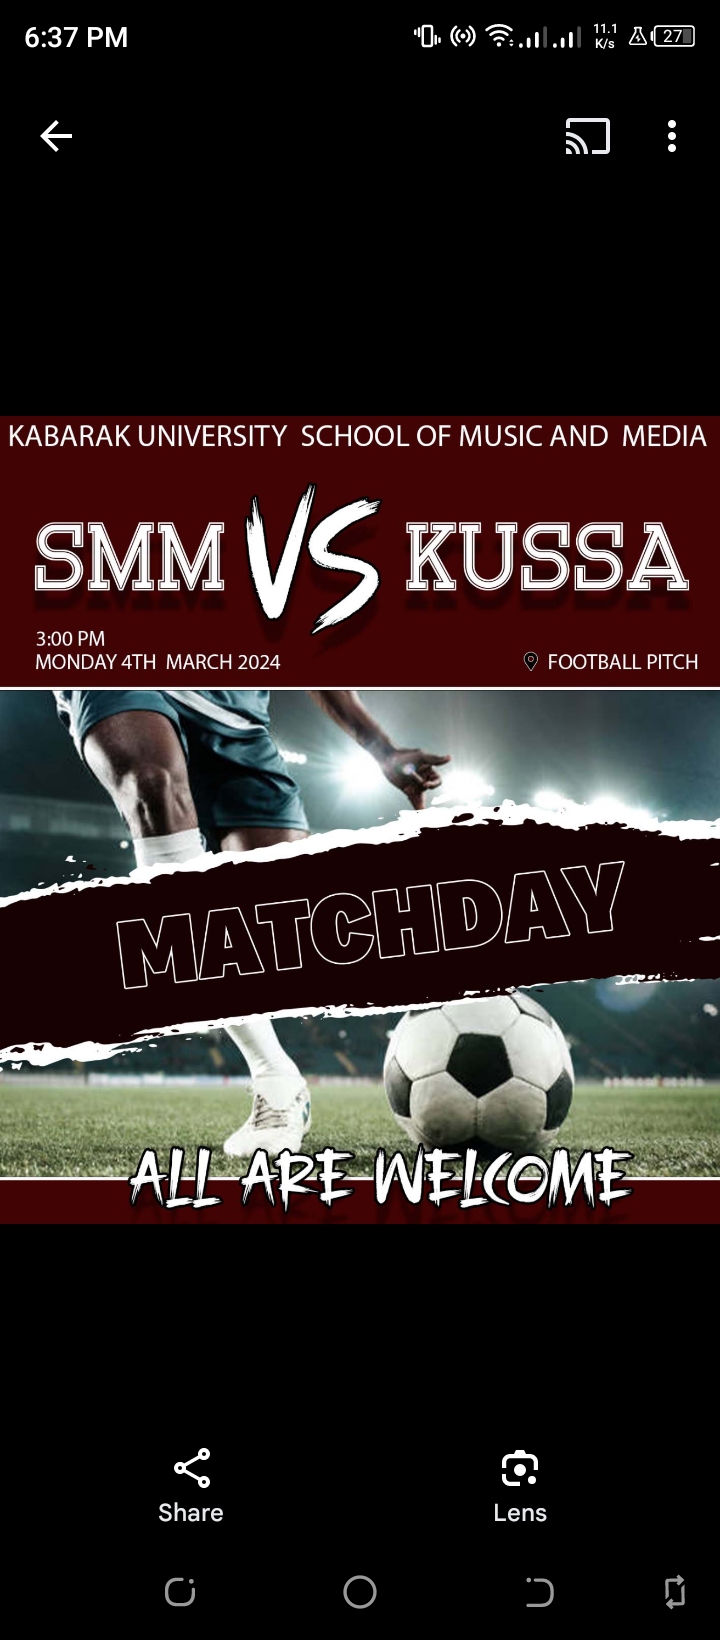 6:37 PM
11.1
K/s
27
KABARAK UNIVERSITY SCHOOL OF MUSIC AND MEDIA
SMM VS KUSSA
3:00 PM
MONDAY 4TH MARCH 2024
FOOTBALL PITCH
MATCHDAY
ALL ARE WELCOME
Share
Lens